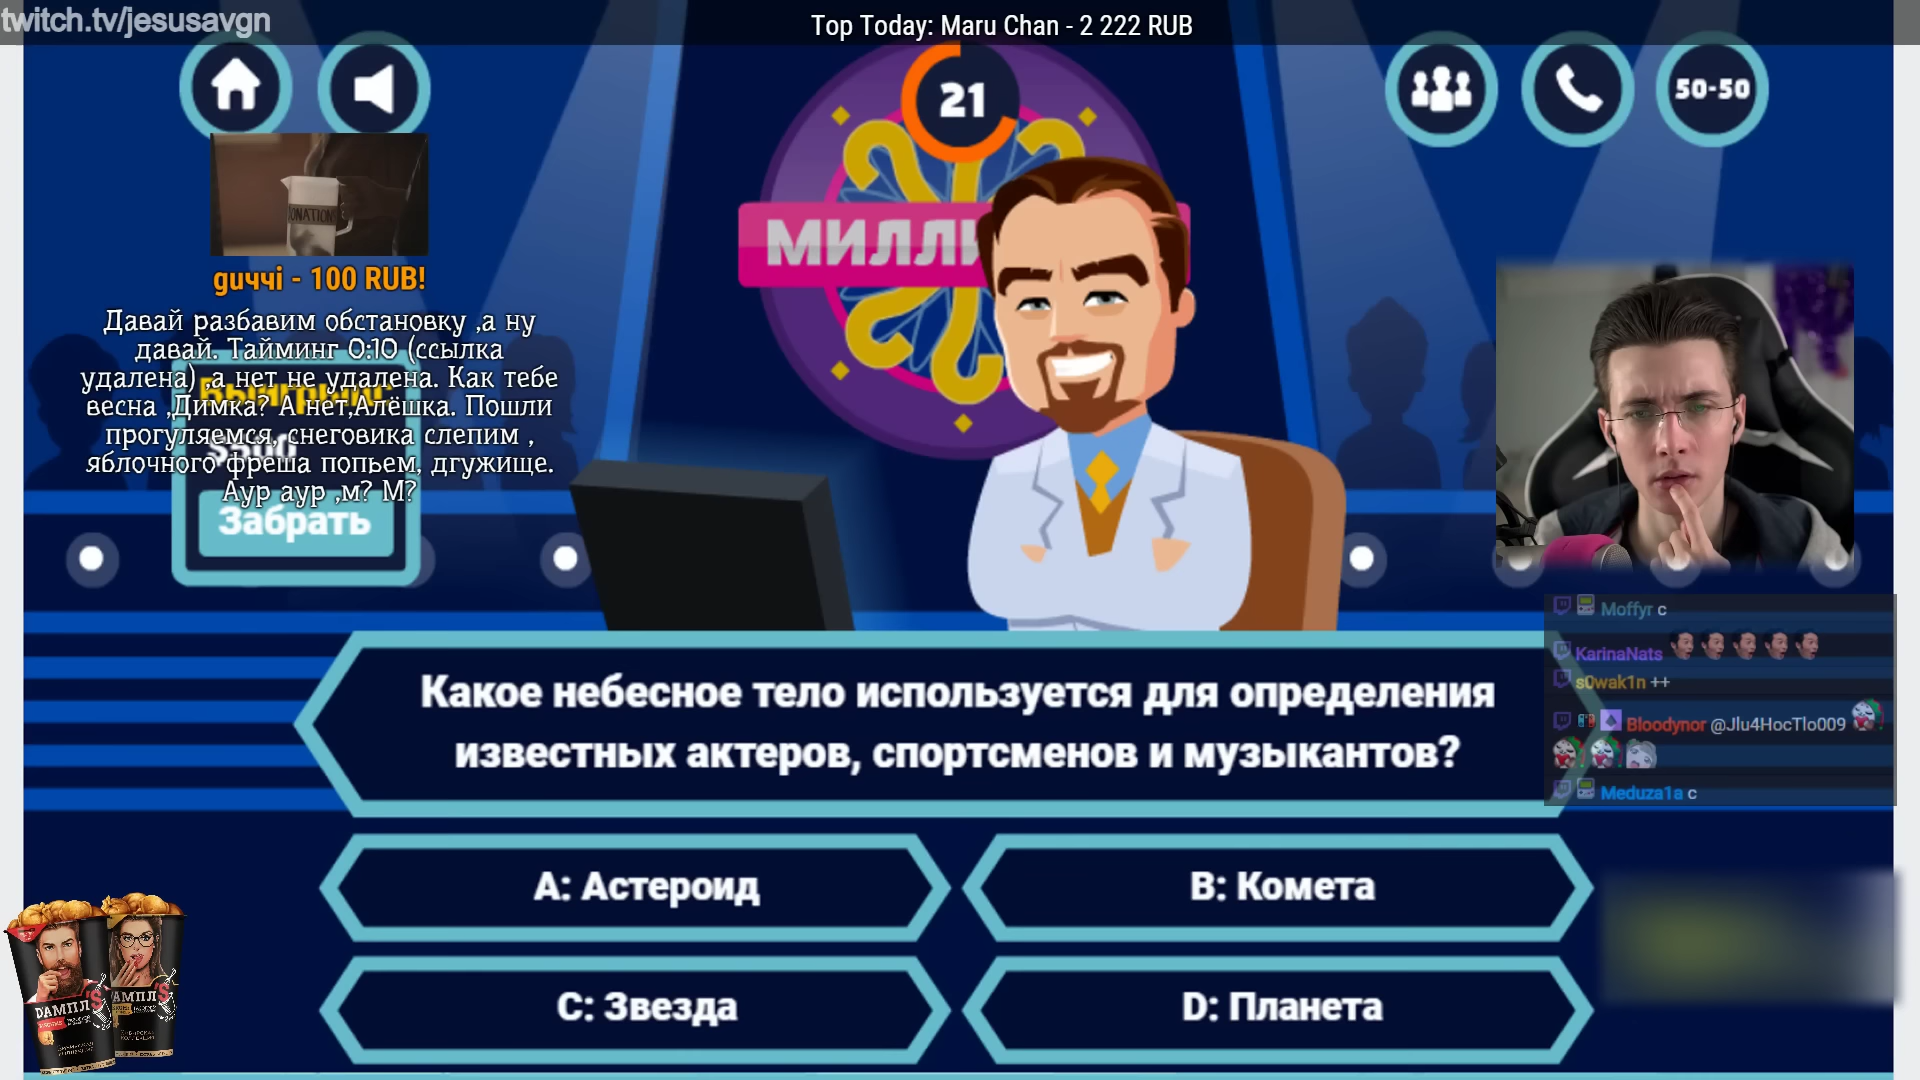 twitch.tv/jesusavgn
Top Today: Maru Chan - 2 222 RUB
21
50-50
МИЛЛИ
DONATION
guччi - 100 RUB!
Давай разбавим обстановку ,а ну
давай. Тайминг 0:10 (ссылка
удалена) ,а нет не удалена. Как тебе
весна ,Димка? А нет,Алёшка. Пошли
прогуляемся, снеговика слепим ,
яблочного фреша попьем, дгужище.
Аур аур ,м? М?
$500
Забрать
Moffyr с
KarinaNats
s0wak1n ++
Bloodynor @Jlu4HocTlo009
Meduza1a с
Какое небесное тело используется для определения
известных актеров, спортсменов и музыкантов?
A: Астероид
B: Комета
C: Звезда
D: Планета